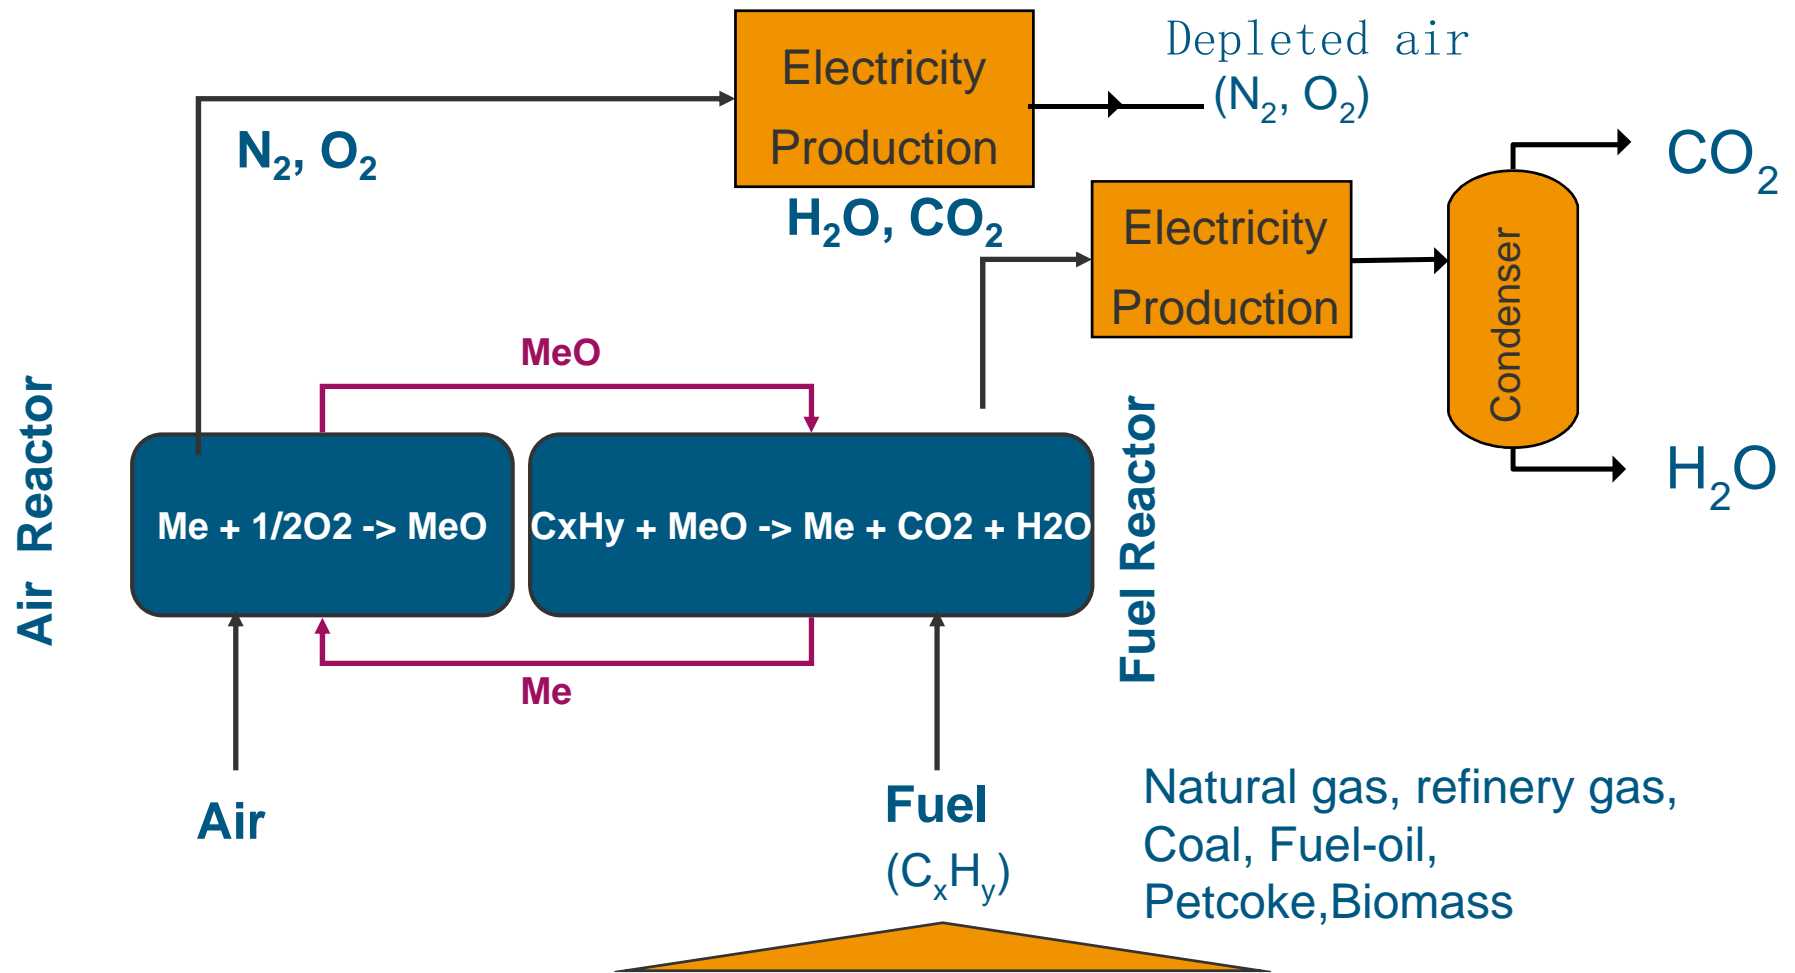 Electricity
Production
Depleted air
(N₂, O₂)
N₂, O₂
H₂O, CO₂
Electricity
Production
Condenser
CO₂
H₂O
MeO
Air Reactor
Me + 1/2O2 -> MeO
CxHy + MeO -> Me + CO2 + H2O
Fuel Reactor
Me
Air
Fuel
(CₓHᵧ)
Natural gas, refinery gas,
Coal, Fuel-oil,
Petcoke,Biomass